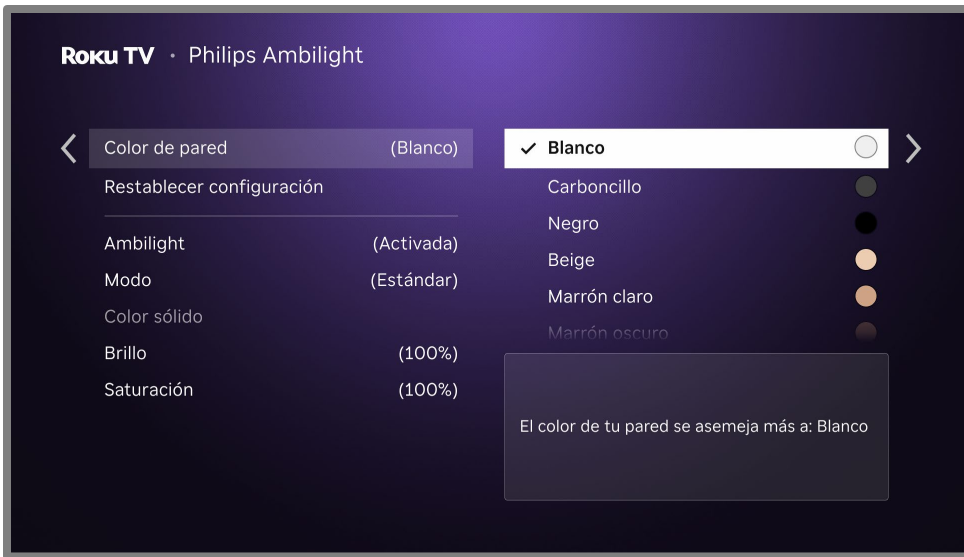 Roku TV · Philips Ambilight
Color de pared (Blanco)
Restablecer configuración
Ambilight (Activada)
Modo (Estándar)
Color sólido
Brillo (100%)
Saturación (100%)
Blanco
Carboncillo
Negro
Beige
Marrón claro
Marrón oscuro
El color de tu pared se asemeja más a: Blanco